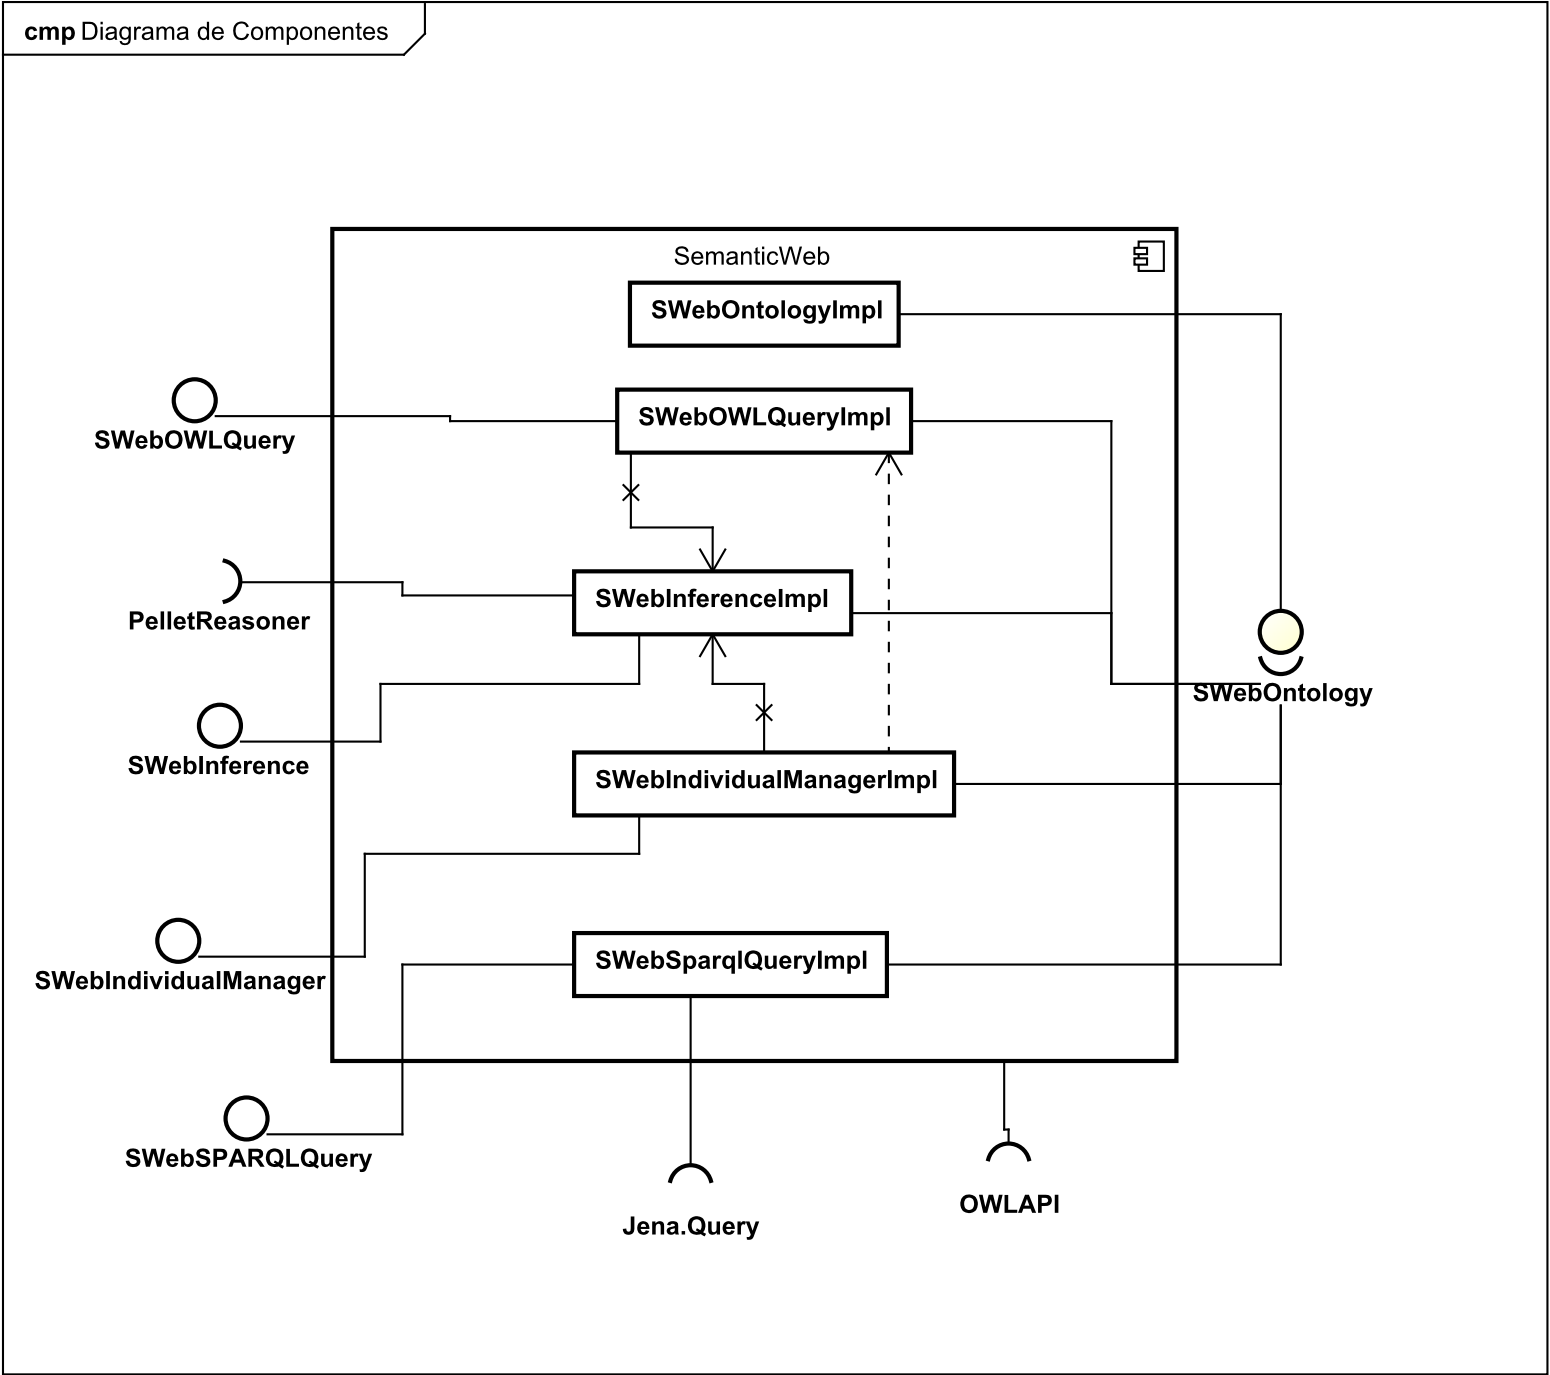 cmp Diagrama de Componentes
SemanticWeb
SWebOntologyImpl
SWebOWLQueryImpl
SWebOWLQuery
SWebInferenceImpl
PelletReasoner
SWebOntology
SWebInference
SWebIndividualManagerImpl
SWebSparqlQueryImpl
SWebIndividualManager
SWebSPARQLQuery
OWLAPI
Jena.Query